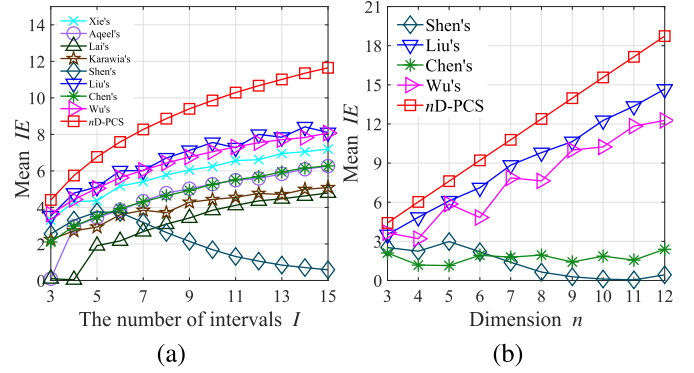 Mean IE
14
12
10
8
6
4
2
0
Xie's
Aqeel's
Lai's
Karawia's
Shen's
Liu's
Chen's
Wu's
nD-PCS
3 5 7 9 11 13 15
The number of intervals I
(a)
Mean IE
21
18
15
12
9
6
3
0
Shen's
Liu's
Chen's
Wu's
nD-PCS
3 4 5 6 7 8 9 10 11 12
Dimension n
(b)